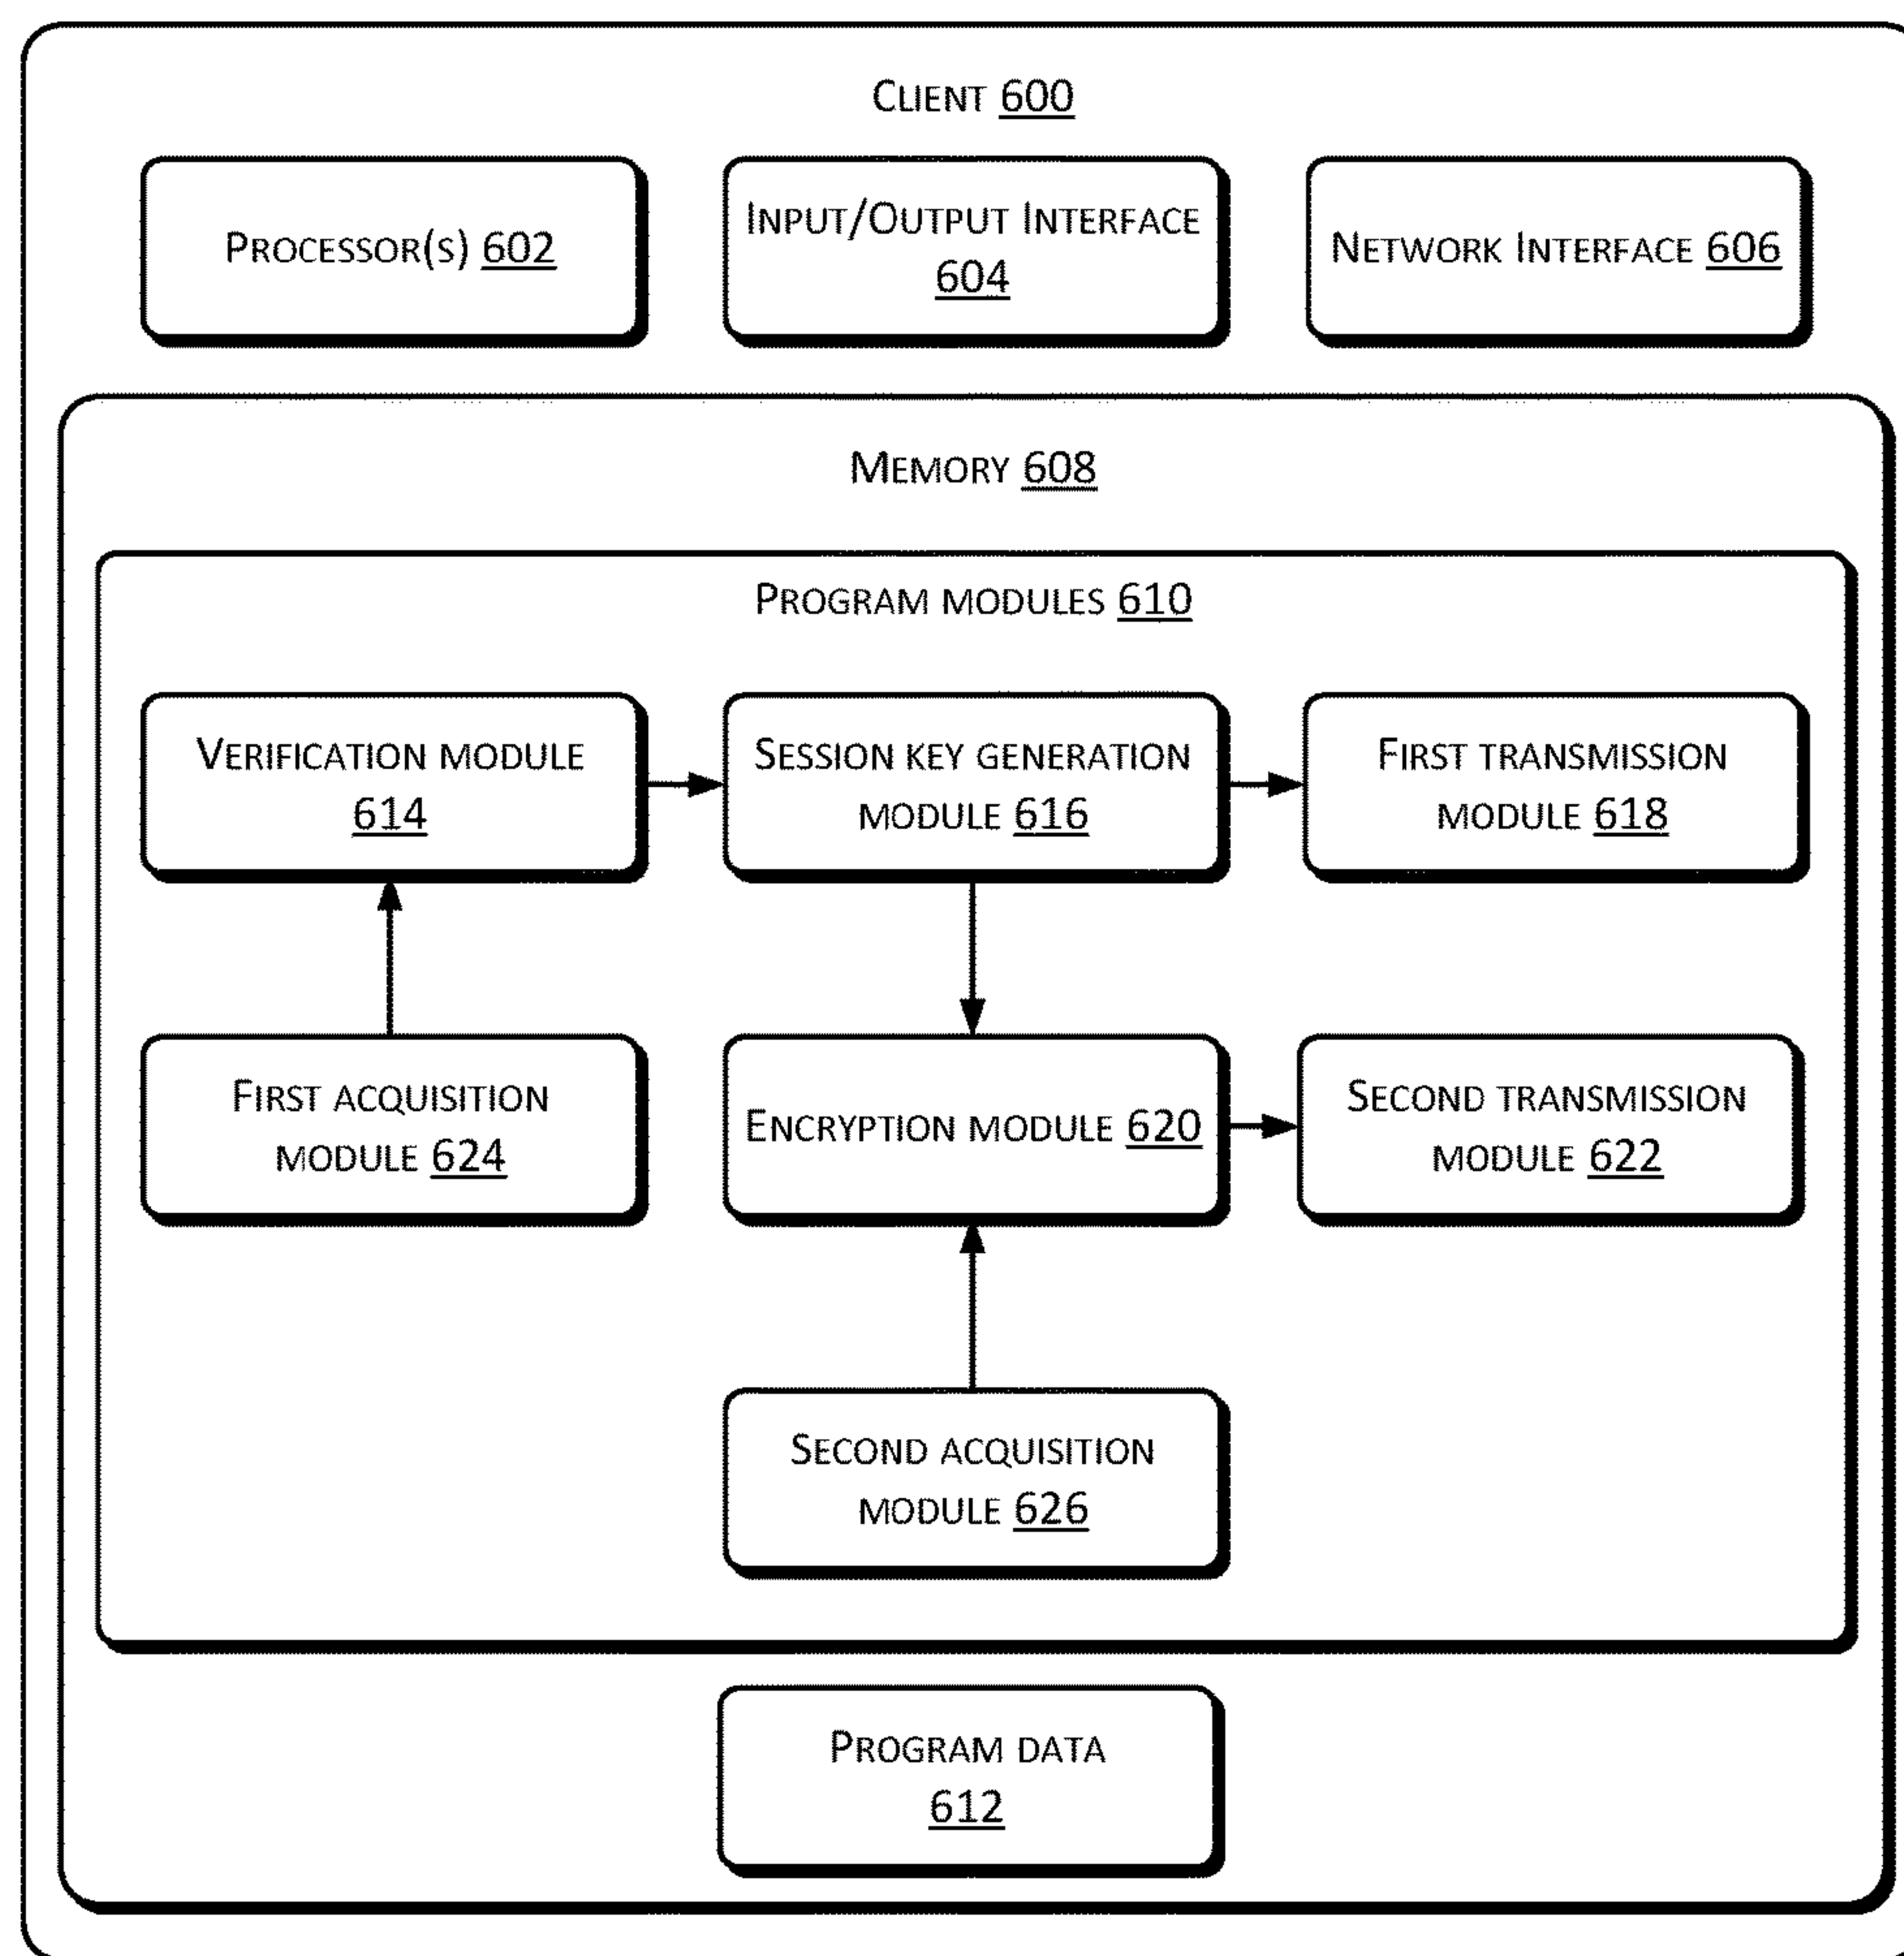 CLIENT 600
PROCESSOR(S) 602
INPUT/OUTPUT INTERFACE
604
NETWORK INTERFACE 606
MEMORY 608
PROGRAM MODULES 610
VERIFICATION MODULE
614
SESSION KEY GENERATION
MODULE 616
FIRST TRANSMISSION
MODULE 618
FIRST ACQUISITION
MODULE 624
ENCRYPTION MODULE 620
SECOND TRANSMISSION
MODULE 622
SECOND ACQUISITION
MODULE 626
PROGRAM DATA
612